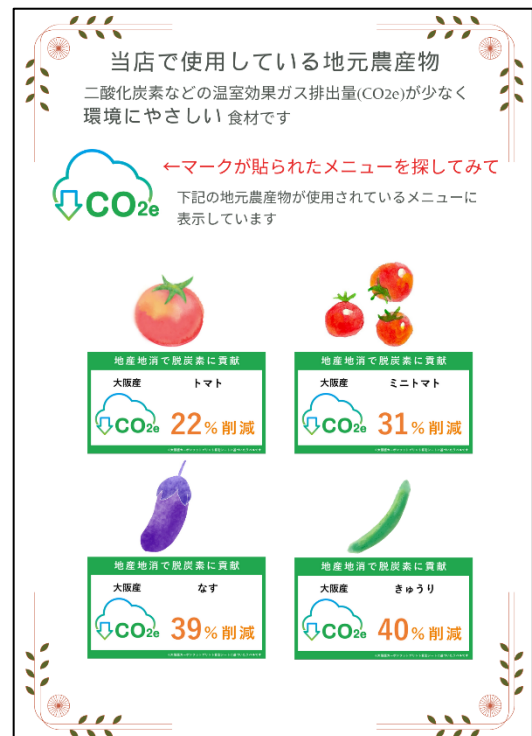 当店で使用している地元農産物
二酸化炭素などの温室効果ガス排出量(CO2e)が少なく
環境にやさしい 食材です
←マークが貼られたメニューを探してみて
CO2e
下記の地元農産物が使用されているメニューに
表示しています
地産地消で脱炭素に貢献
大阪産 トマト
CO2e 22%削減
地産地消で脱炭素に貢献
大阪産 ミニトマト
CO2e 31%削減
地産地消で脱炭素に貢献
大阪産 なす
CO2e 39%削減
地産地消で脱炭素に貢献
大阪産 きゅうり
CO2e 40%削減